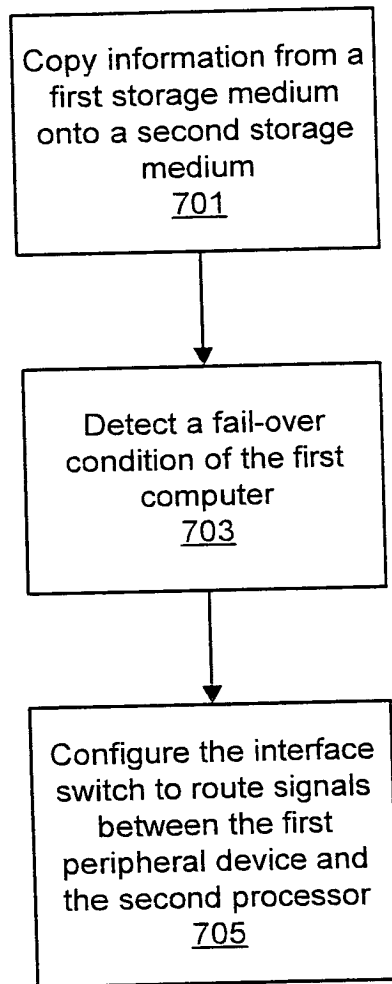 Copy information from a
first storage medium
onto a second storage
medium
701
Detect a fail-over
condition of the first
computer
703
Configure the interface
switch to route signals
between the first
peripheral device and
the second processor
705